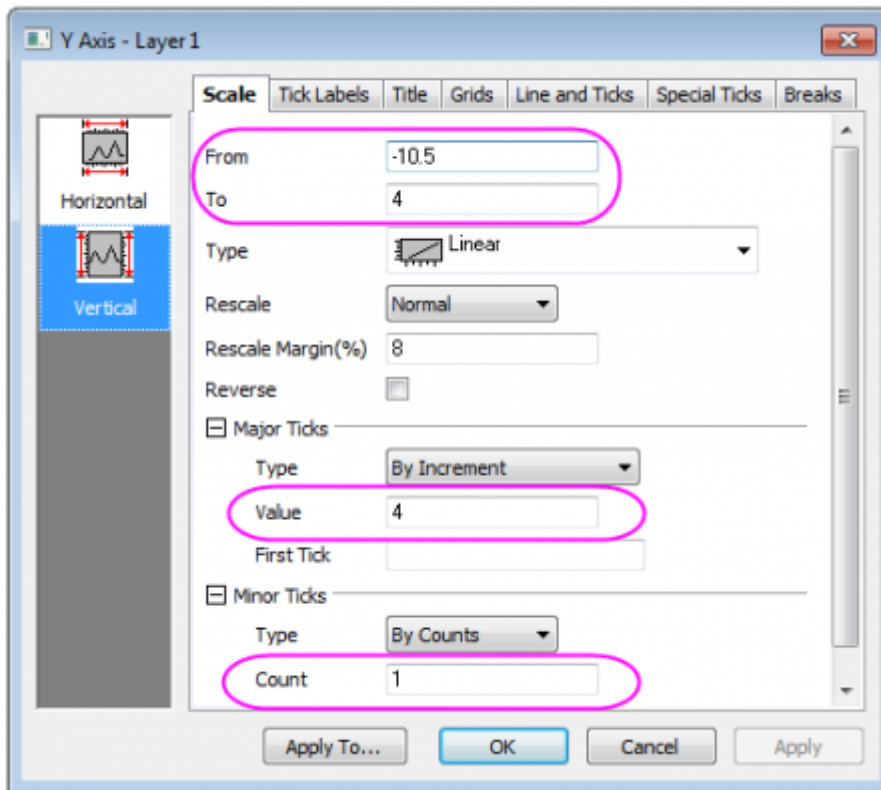 Y Axis - Layer 1
Scale Tick Labels Title Grids Line and Ticks Special Ticks Breaks
Horizontal
Vertical
From -10.5
To 4
Type Linear
Rescale Normal
Rescale Margin(%) 8
Reverse
Major Ticks
Type By Increment
Value 4
First Tick
Minor Ticks
Type By Counts
Count 1
Apply To... OK Cancel Apply